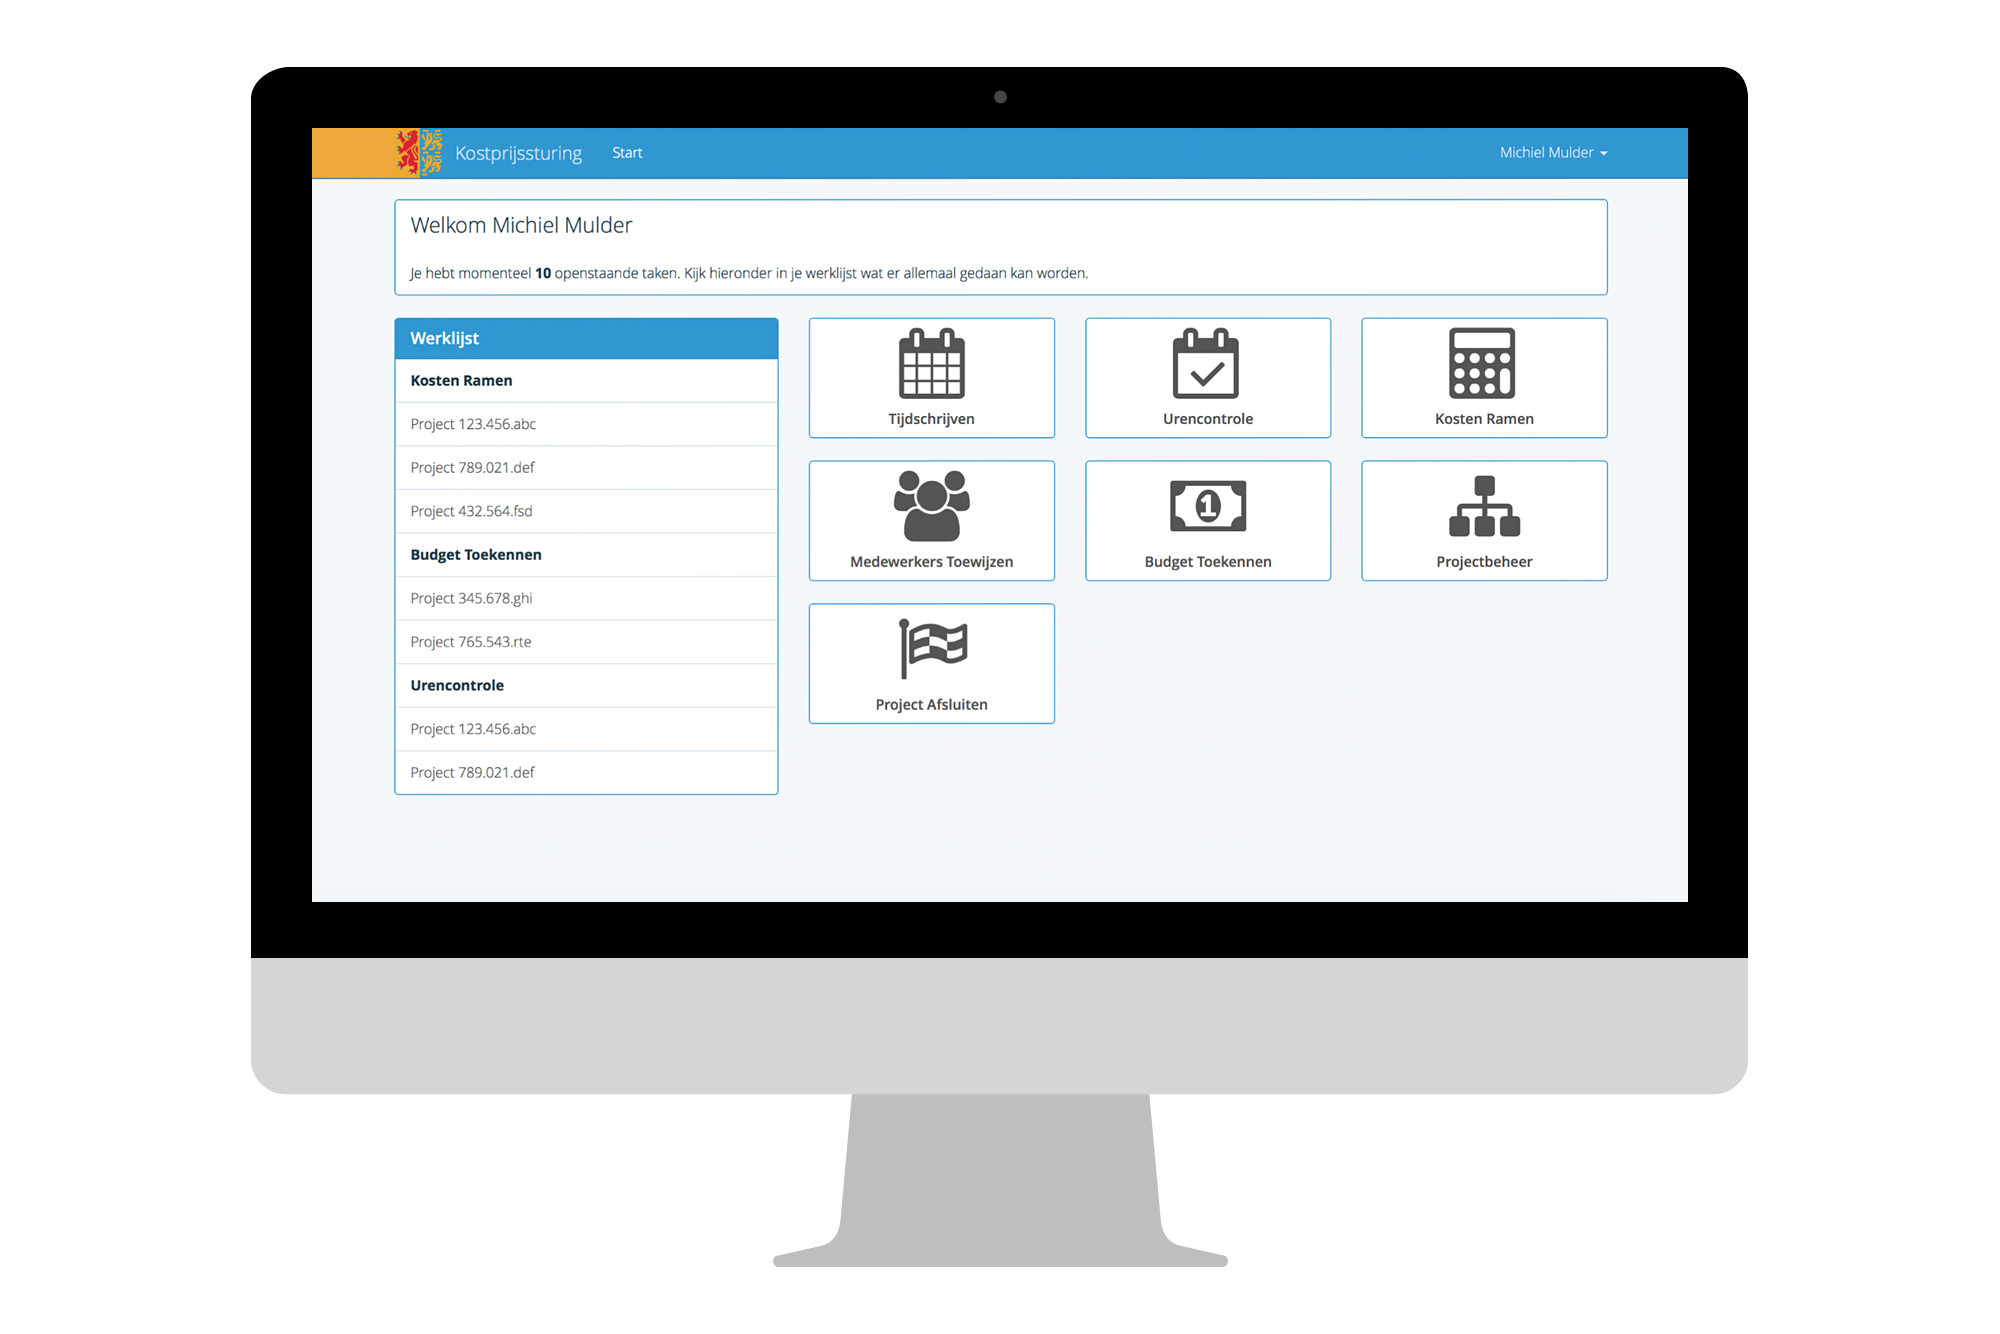 Kostprijssturing
Start
Michiel Mulder
Welkom Michiel Mulder
Je hebt momenteel 10 openstaande taken. Kijk hieronder in je werklijst wat er allemaal gedaan kan worden.
Werklijst
Kosten Ramen
Project 123.456.abc
Project 789.021.def
Project 432.564.fsd
Budget Toekennen
Project 345.678.ghi
Project 765.543.rte
Urencontrole
Project 123.456.abc
Project 789.021.def
Tijdschrijven
Urencontrole
Kosten Ramen
Medewerkers Toewijzen
1
Budget Toekennen
Projectbeheer
Project Afsluiten